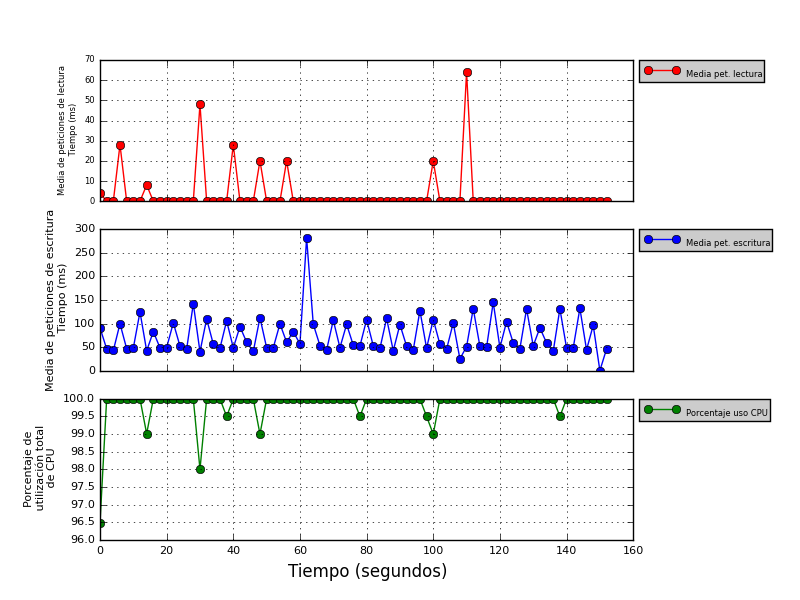 70
60
50
40
30
20
10
0
Media de peticiones de lectura
Tiempo (ms)
Media pet. lectura
300
250
200
150
100
50
0
Media de peticiones de escritura
Tiempo (ms)
Media pet. escritura
100.0
99.5
99.0
98.5
98.0
97.5
97.0
96.5
96.0
Porcentaje de
utilización total
de CPU
Porcentaje uso CPU
0 20 40 60 80 100 120 140 160
Tiempo (segundos)